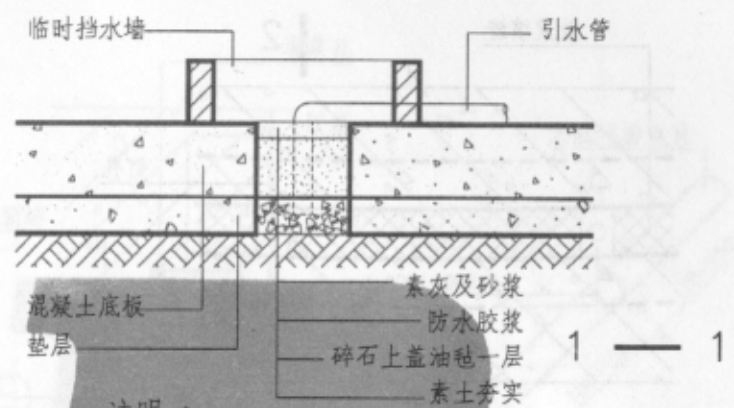 临时挡水墙
引水管
混凝土底板
垫层
素灰及砂浆
防水胶浆
碎石上盖油毡一层
素土夯实
1 — 1